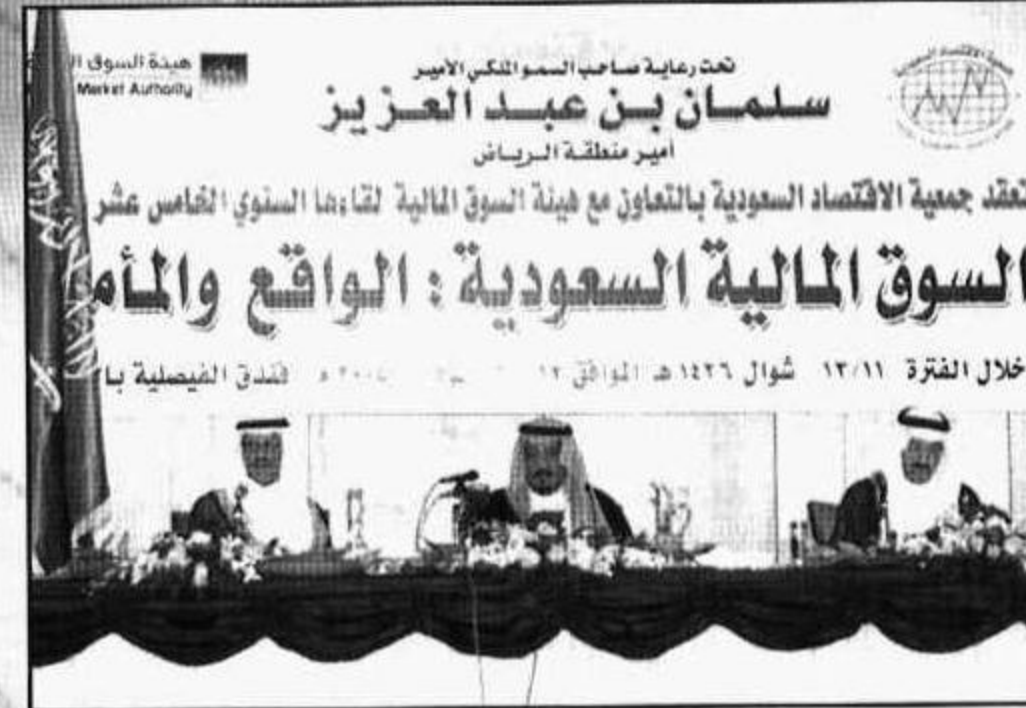 هيئة السوق
Market Authority
تحت رعاية صاحب السمو الملكي الأمير
سلمان بن عبد العزيز
أمير منطقة الرياض
تعقد جمعية الاقتصاد السعودية بالتعاون مع هيئة السوق المالية لقاءها السنوي الخامس عشر
السوق المالية السعودية : الواقع والمأم
خلال الفترة ١٣/١١ شوال ١٤٢٦هـ الموافق ١٣ فندق الفيصلية با